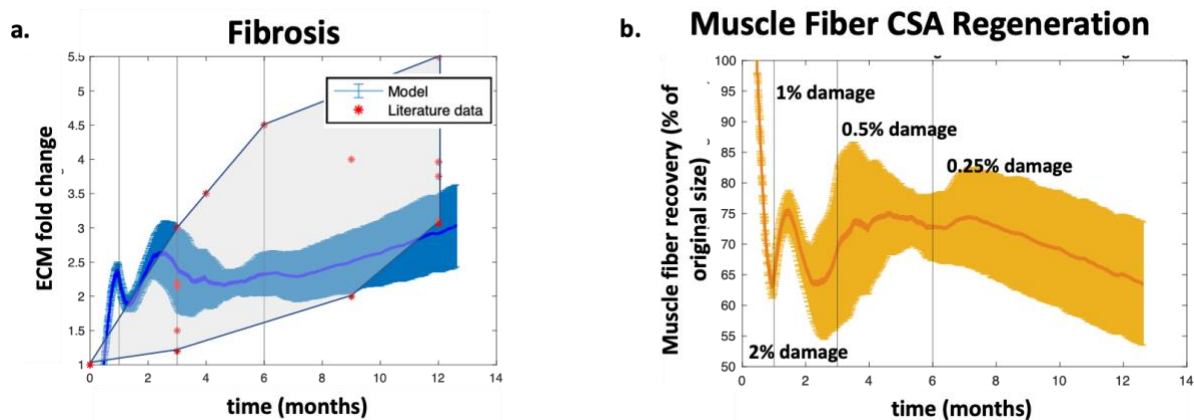 a.
Fibrosis
ECM fold change
5.5
5
4.5
4
3.5
3
2.5
2
1.5
1
Model
Literature data
0 2 4 6 8 10 12 14
time (months)
b.
Muscle Fiber CSA Regeneration
Muscle fiber recovery (% of
original size)
100
95
90
85
80
75
70
65
60
55
50
1% damage
0.5% damage
0.25% damage
2% damage
0 2 4 6 8 10 12 14
time (months)